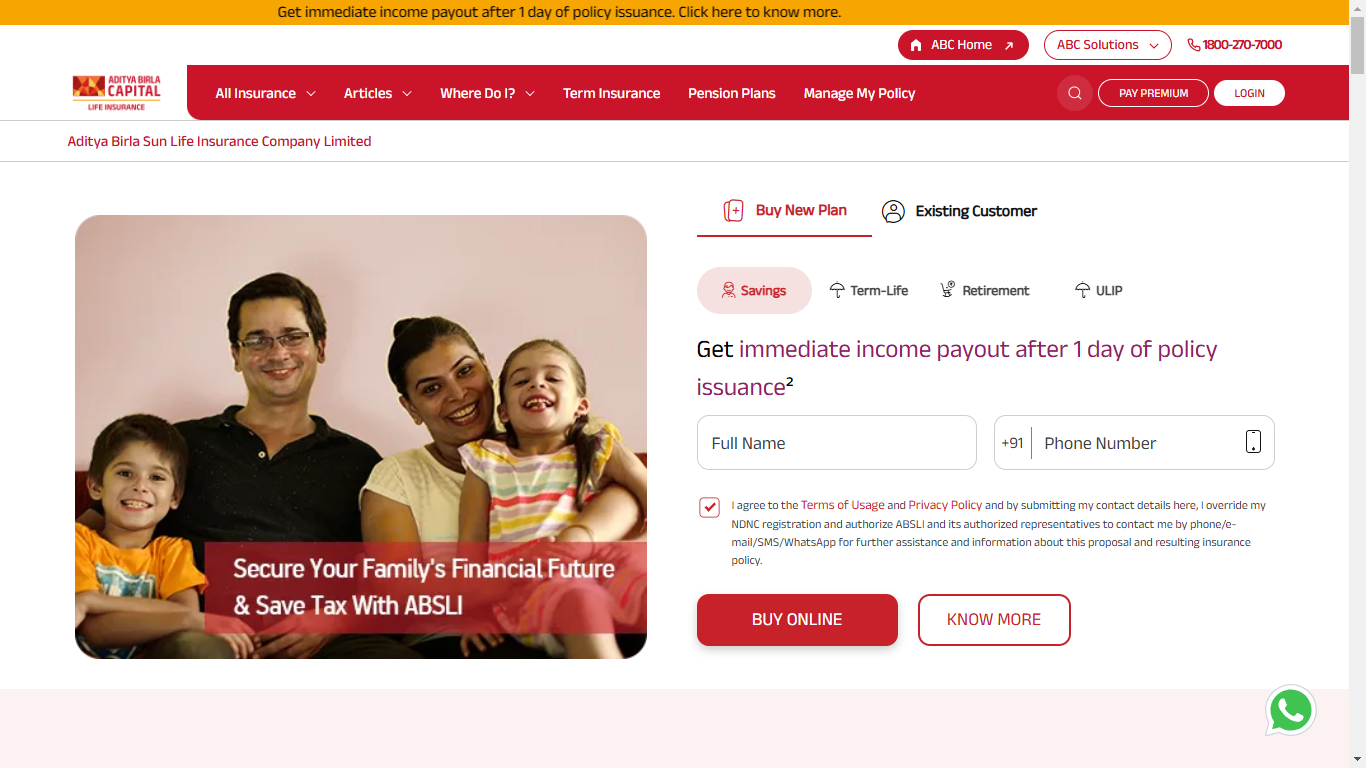 Get immediate income payout after 1 day of policy issuance. Click here to know more.
ABC Home
ABC Solutions
1800-270-7000
ADITYA BIRLA
CAPITAL
LIFE INSURANCE
All Insurance
Articles
Where Do I?
Term Insurance
Pension Plans
Manage My Policy
PAY PREMIUM
LOGIN
Aditya Birla Sun Life Insurance Company Limited
Secure Your Family's Financial Future
& Save Tax With ABSLI
Buy New Plan
Existing Customer
Savings
Term-Life
Retirement
ULIP
Get immediate income payout after 1 day of policy
issuance²
Full Name
+91
Phone Number
I agree to the Terms of Usage and Privacy Policy and by submitting my contact details here, I override my
NDNC registration and authorize ABSLI and its authorized representatives to contact me by phone/e-
mail/SMS/WhatsApp for further assistance and information about this proposal and resulting insurance
policy.
BUY ONLINE
KNOW MORE